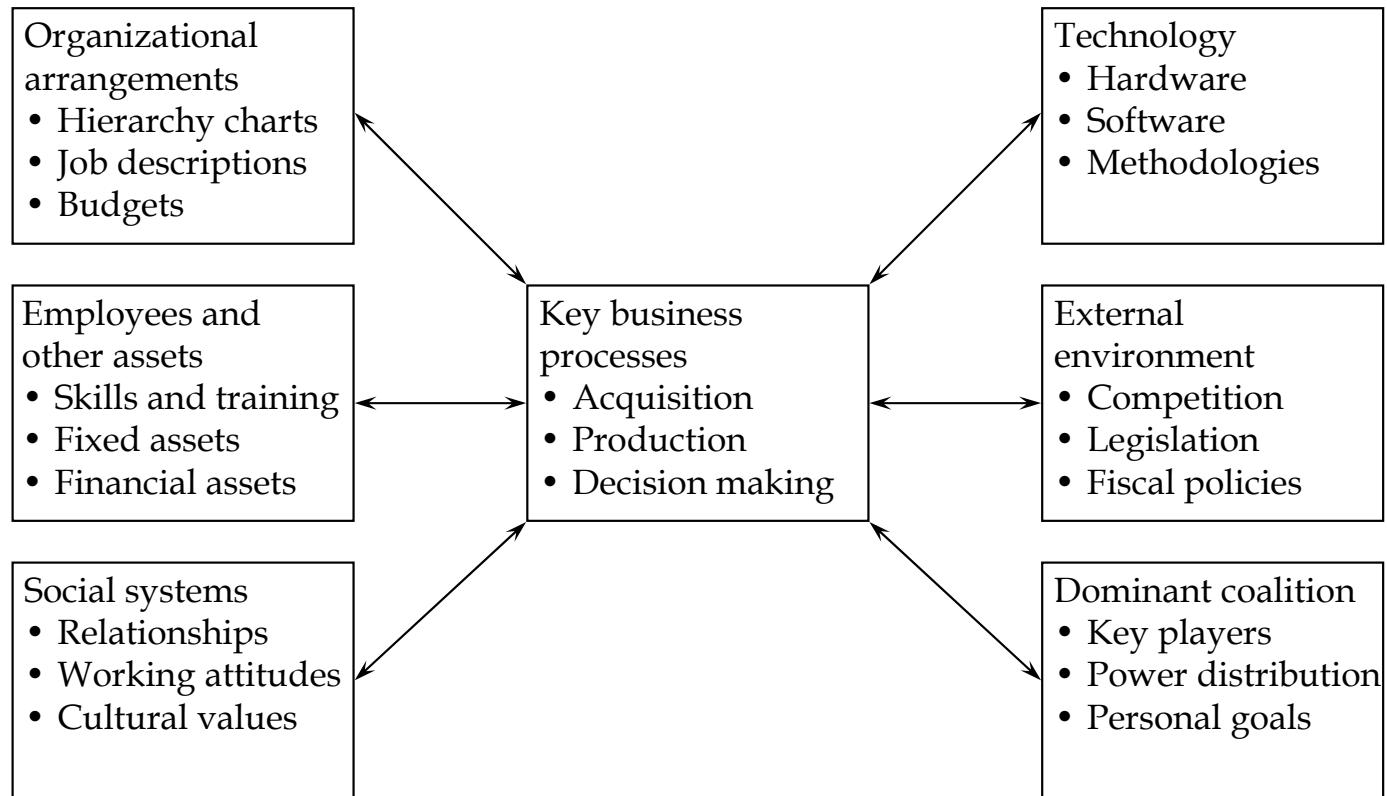 Organizational
arrangements
• Hierarchy charts
• Job descriptions
• Budgets
Technology
• Hardware
• Software
• Methodologies
Employees and
other assets
• Skills and training
• Fixed assets
• Financial assets
Key business
processes
• Acquisition
• Production
• Decision making
External
environment
• Competition
• Legislation
• Fiscal policies
Social systems
• Relationships
• Working attitudes
• Cultural values
Dominant coalition
• Key players
• Power distribution
• Personal goals